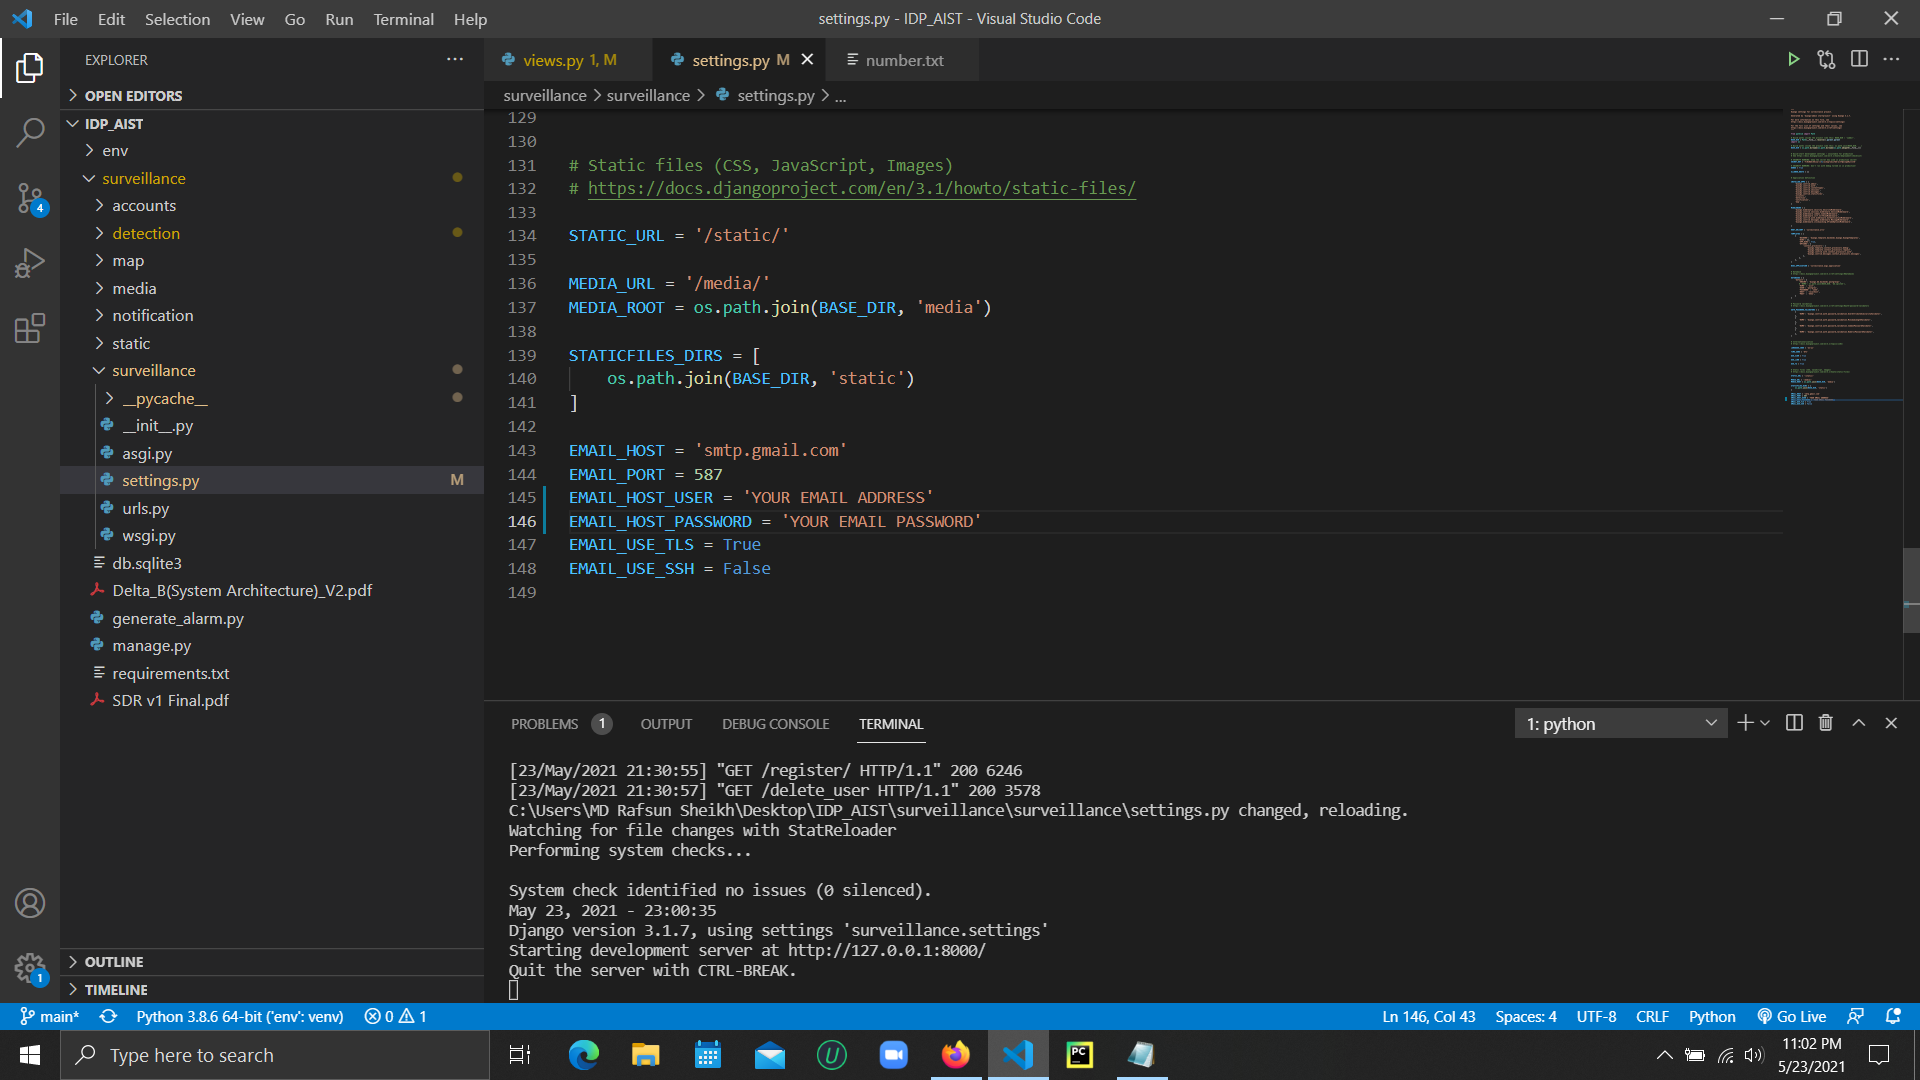 File Edit Selection View Go Run Terminal Help
settings.py - IDP_AIST - Visual Studio Code
EXPLORER
OPEN EDITORS
IDP_AIST
env
surveillance
accounts
detection
map
media
notification
static
surveillance
__pycache__
__init__.py
asgi.py
settings.py M
urls.py
wsgi.py
db.sqlite3
Delta_B(System Architecture)_V2.pdf
generate_alarm.py
manage.py
requirements.txt
SDR v1 Final.pdf
OUTLINE
TIMELINE
4
1
views.py 1, M
settings.py M
number.txt
surveillance > surveillance > settings.py > ...
129
130
131 # Static files (CSS, JavaScript, Images)
132 # https://docs.djangoproject.com/en/3.1/howto/static-files/
133
134 STATIC_URL = '/static/'
135
136 MEDIA_URL = '/media/'
137 MEDIA_ROOT = os.path.join(BASE_DIR, 'media')
138
139 STATICFILES_DIRS = [
140 os.path.join(BASE_DIR, 'static')
141 ]
142
143 EMAIL_HOST = 'smtp.gmail.com'
144 EMAIL_PORT = 587
145 EMAIL_HOST_USER = 'YOUR EMAIL ADDRESS'
146 EMAIL_HOST_PASSWORD = 'YOUR EMAIL PASSWORD'
147 EMAIL_USE_TLS = True
148 EMAIL_USE_SSH = False
149
PROBLEMS 1 OUTPUT DEBUG CONSOLE TERMINAL
1: python
[23/May/2021 21:30:55] "GET /register/ HTTP/1.1" 200 6246
[23/May/2021 21:30:57] "GET /delete_user HTTP/1.1" 200 3578
C:\Users\MD Rafsun Sheikh\Desktop\IDP_AIST\surveillance\surveillance\settings.py changed, reloading.
Watching for file changes with StatReloader
Performing system checks...
System check identified no issues (0 silenced).
May 23, 2021 - 23:00:35
Django version 3.1.7, using settings 'surveillance.settings'
Starting development server at http://127.0.0.1:8000/
Quit the server with CTRL-BREAK.
main* Python 3.8.6 64-bit ('env': venv) 0 1
Ln 146, Col 43 Spaces: 4 UTF-8 CRLF Python Go Live
Type here to search
PC
11:02 PM
5/23/2021